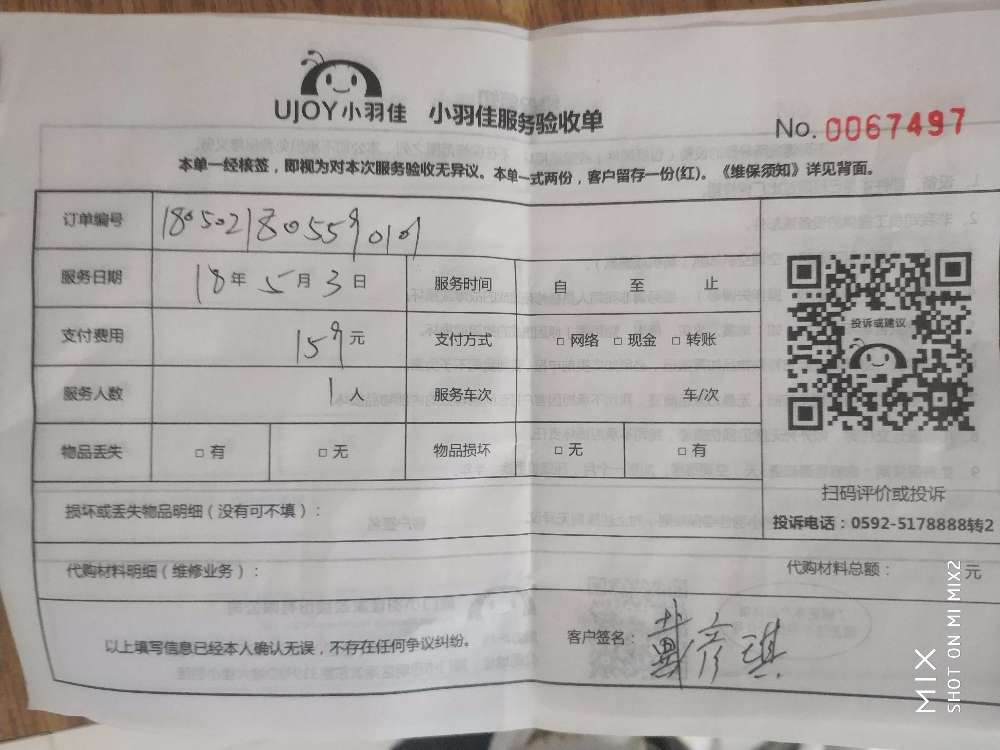 UJOY小羽佳 小羽佳服务验收单
No. 0067497
本单一经核签，即视为对本次服务验收无异议。本单一式两份，客户留存一份(红)。《维保须知》详见背面。
订单编号 1805021805590101
服务日期 18年5月3日 服务时间 自 至 止
支付费用 159元 支付方式 □网络 □现金 □转账
服务人数 1人 服务车次 车/次
物品丢失 □有 □无 物品损坏 □无 □有
投诉或建议
扫码评价或投诉
投诉电话：0592-5178888转2
损坏或丢失物品明细（没有可不填）：
代购材料明细（维修业务）： 代购材料总额： 元
以上填写信息已经本人确认无误，不存在任何争议纠纷。 客户签名：戴彦琪
MIX
SHOT ON MI MIX2